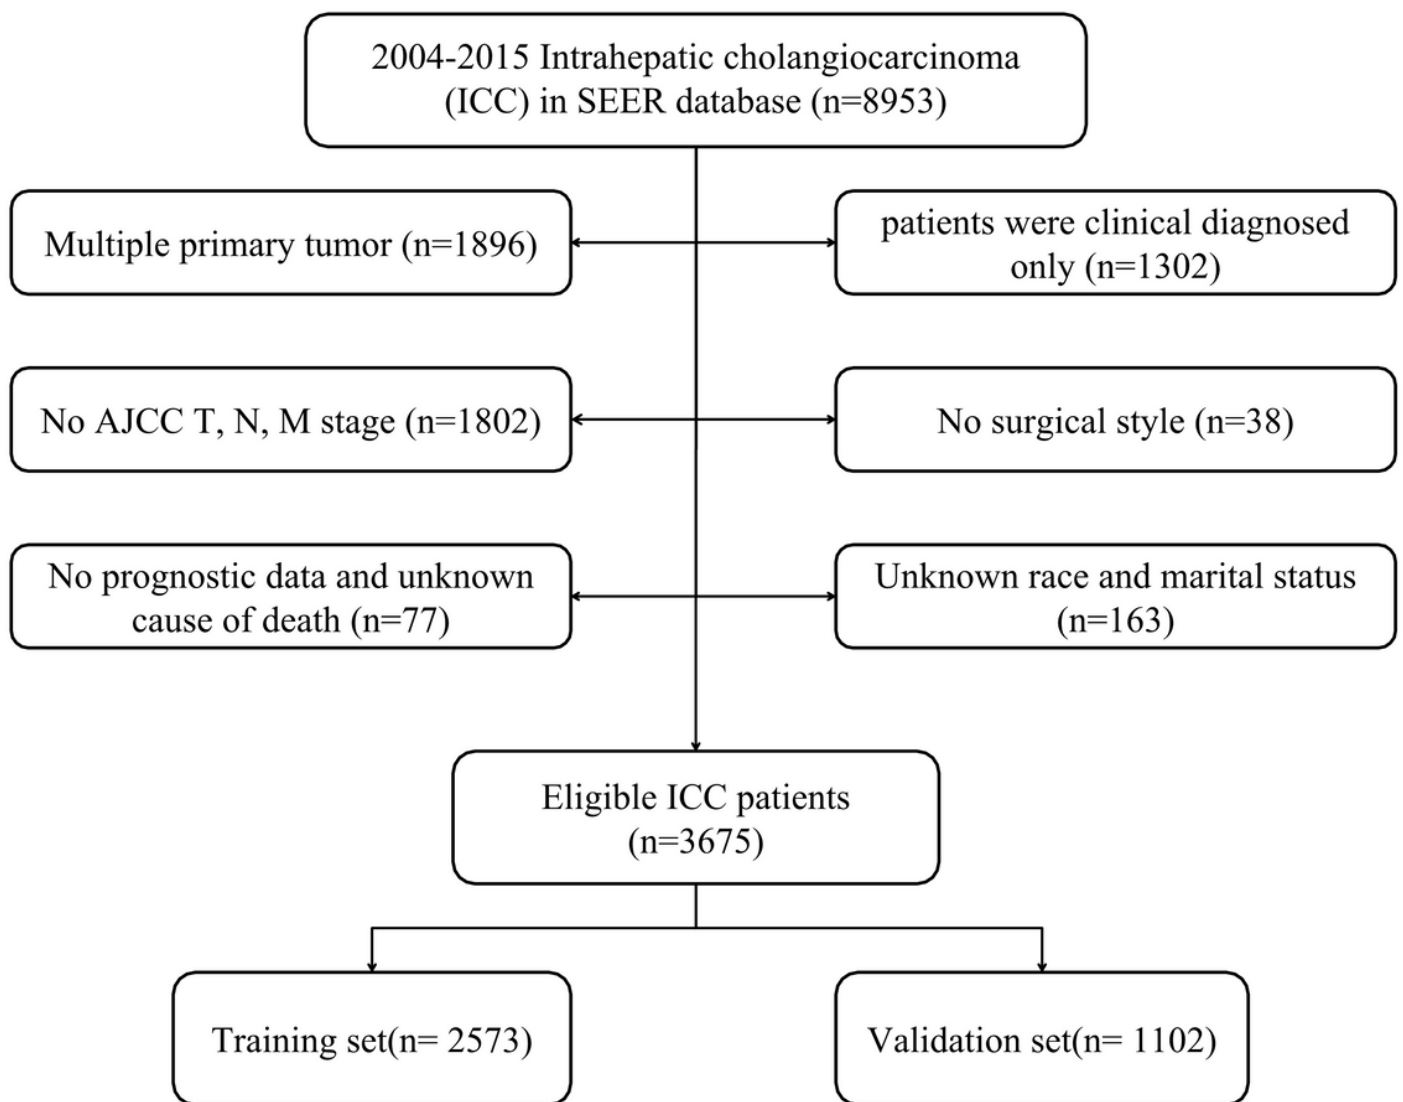 2004-2015 Intrahepatic cholangiocarcinoma
(ICC) in SEER database (n=8953)
Multiple primary tumor (n=1896)
patients were clinical diagnosed
only (n=1302)
No AJCC T, N, M stage (n=1802)
No surgical style (n=38)
No prognostic data and unknown
cause of death (n=77)
Unknown race and marital status
(n=163)
Eligible ICC patients
(n=3675)
Training set(n= 2573)
Validation set(n= 1102)